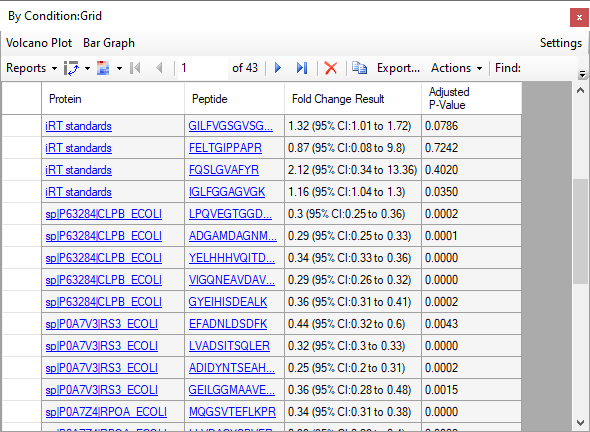 By Condition:Grid
Volcano Plot Bar Graph Settings
Reports 1 of 43 Export... Actions Find:
Protein Peptide Fold Change Result Adjusted P-Value
iRT standards GILFVGSGVSG... 1.32 (95% CI:1.01 to 1.72) 0.0786
iRT standards FELTGIPPAPR 0.87 (95% CI:0.08 to 9.8) 0.7242
iRT standards FQSLGVAFYR 2.12 (95% CI:0.34 to 13.36) 0.4020
iRT standards IGLFGGAGVGK 1.16 (95% CI:1.04 to 1.3) 0.0350
sp|P63284|CLPB_ECOLI LPQVEGTGGD... 0.3 (95% CI:0.25 to 0.36) 0.0002
sp|P63284|CLPB_ECOLI ADGAMDAGNM... 0.29 (95% CI:0.25 to 0.33) 0.0001
sp|P63284|CLPB_ECOLI YELHHHVQITD... 0.34 (95% CI:0.33 to 0.36) 0.0000
sp|P63284|CLPB_ECOLI VIGQNEAVDAV... 0.29 (95% CI:0.26 to 0.32) 0.0000
sp|P63284|CLPB_ECOLI GYEIHISDEALK 0.36 (95% CI:0.31 to 0.41) 0.0002
sp|P0A7V3|RS3_ECOLI EFADNLDSDFK 0.44 (95% CI:0.32 to 0.6) 0.0043
sp|P0A7V3|RS3_ECOLI LVADSITSQLER 0.32 (95% CI:0.3 to 0.33) 0.0000
sp|P0A7V3|RS3_ECOLI ADIDYNTSEAH... 0.25 (95% CI:0.2 to 0.31) 0.0002
sp|P0A7V3|RS3_ECOLI GEILGGMAAVE... 0.36 (95% CI:0.28 to 0.48) 0.0015
sp|P0A7Z4|RPOA_ECOLI MQGSVTEFLKPR 0.34 (95% CI:0.31 to 0.38) 0.0000